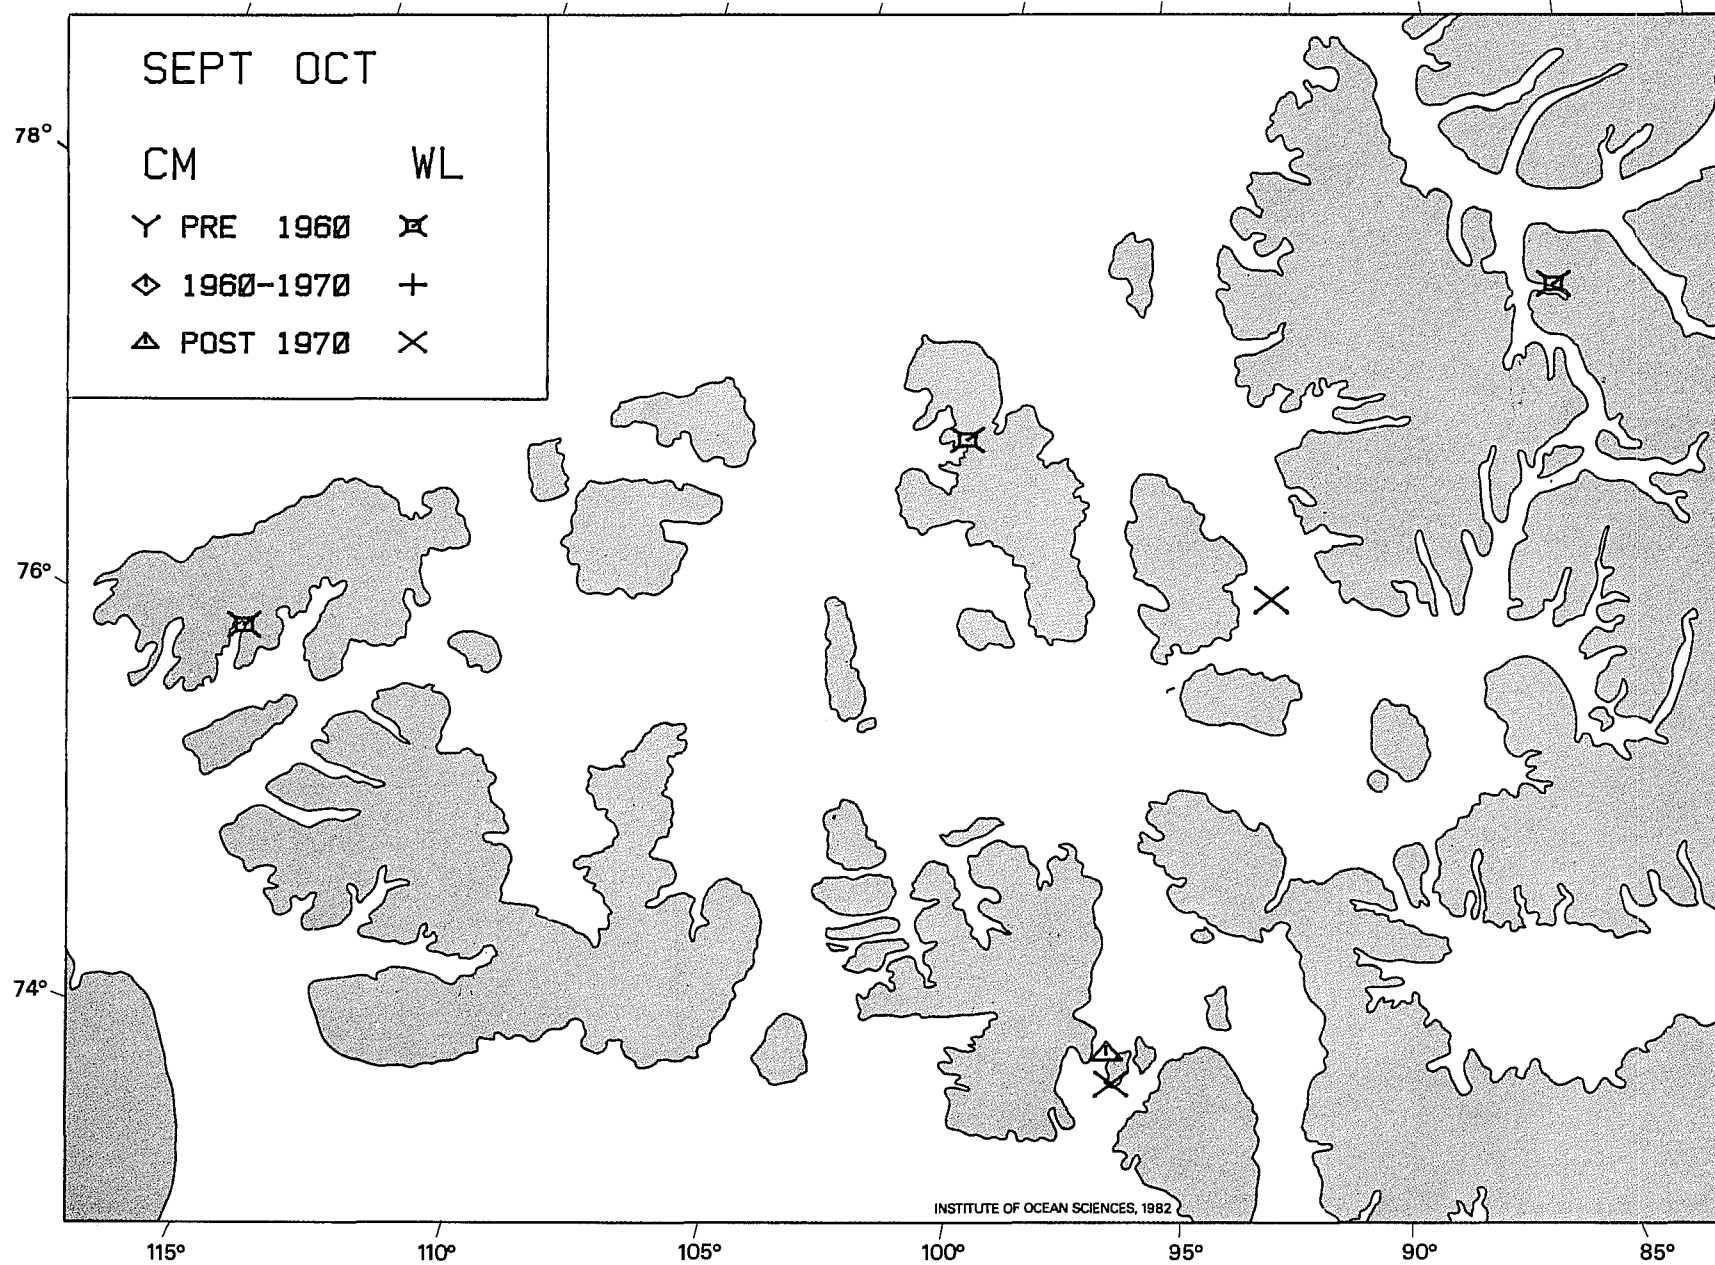 SEPT OCT
CM WL
PRE 1960
1960-1970
POST 1970
78°
76°
74°
INSTITUTE OF OCEAN SCIENCES, 1982
115° 110° 105° 100° 95° 90° 85°